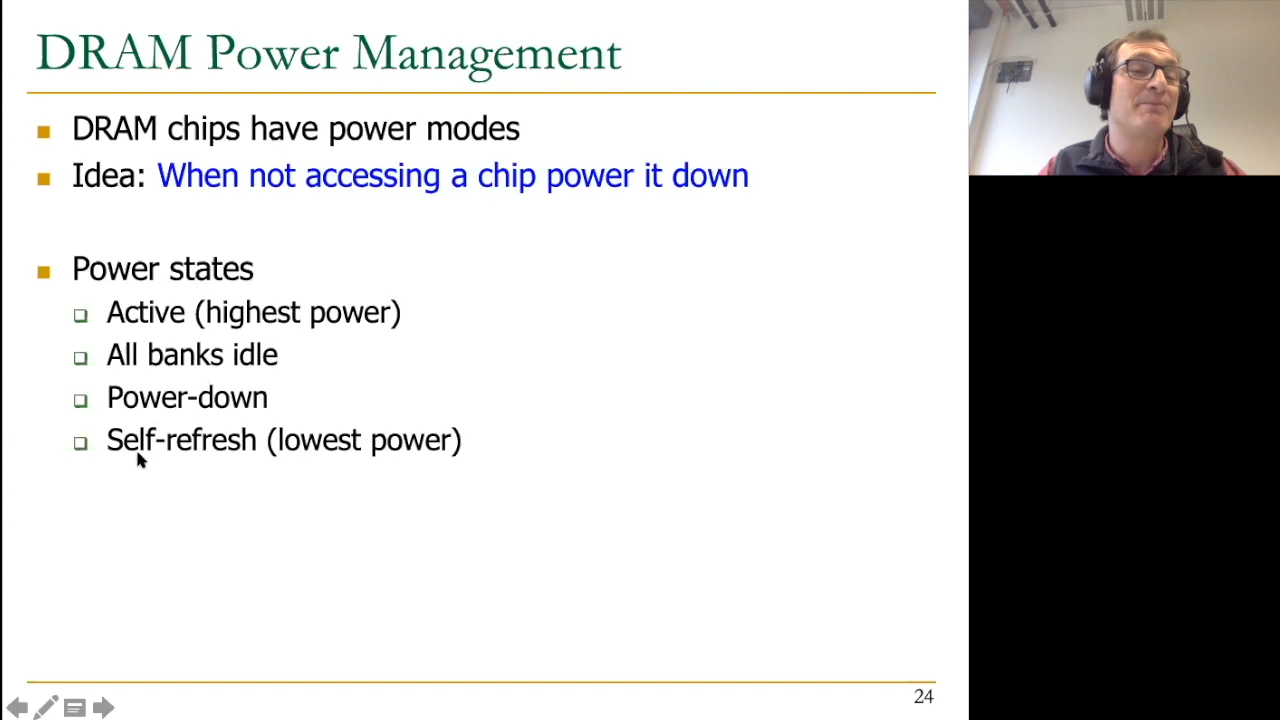 DRAM Power Management
DRAM chips have power modes
Idea: When not accessing a chip power it down
Power states
Active (highest power)
All banks idle
Power-down
Self-refresh (lowest power)
24